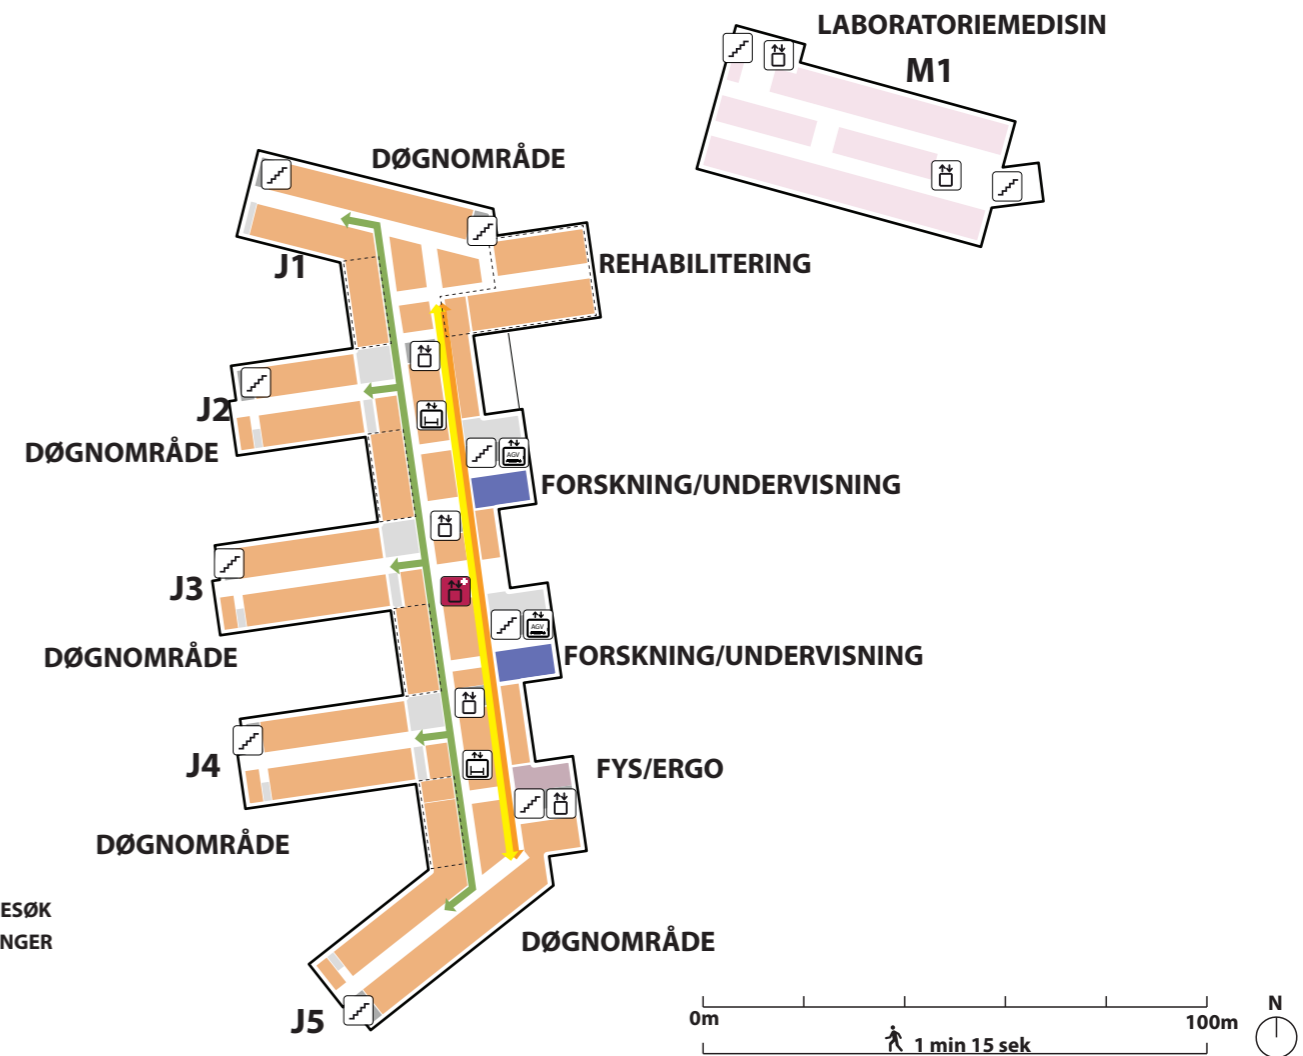 LABORATORIEMEDISIN
M1
DØGNOMRÅDE
J1
REHABILITERING
J2
DØGNOMRÅDE
AGV
FORSKNING/UNDERVISNING
J3
AGV
DØGNOMRÅDE
FORSKNING/UNDERVISNING
J4
FYS/ERGO
DØGNOMRÅDE
ESØK
NGER
DØGNOMRÅDE
J5
0m
100m
N
1 min 15 sek